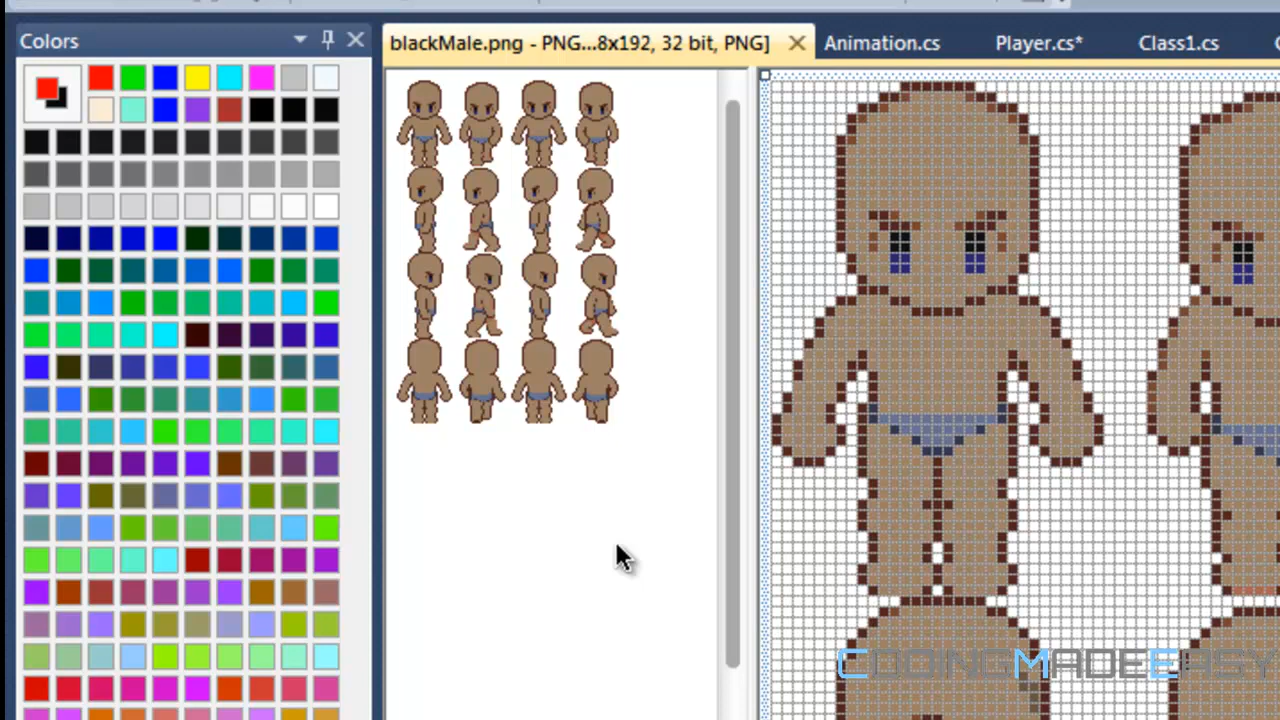 Colors
blackMale.png - PNG...8x192, 32 bit, PNG]
Animation.cs
Player.cs*
Class1.cs
CODINGMADEEASY